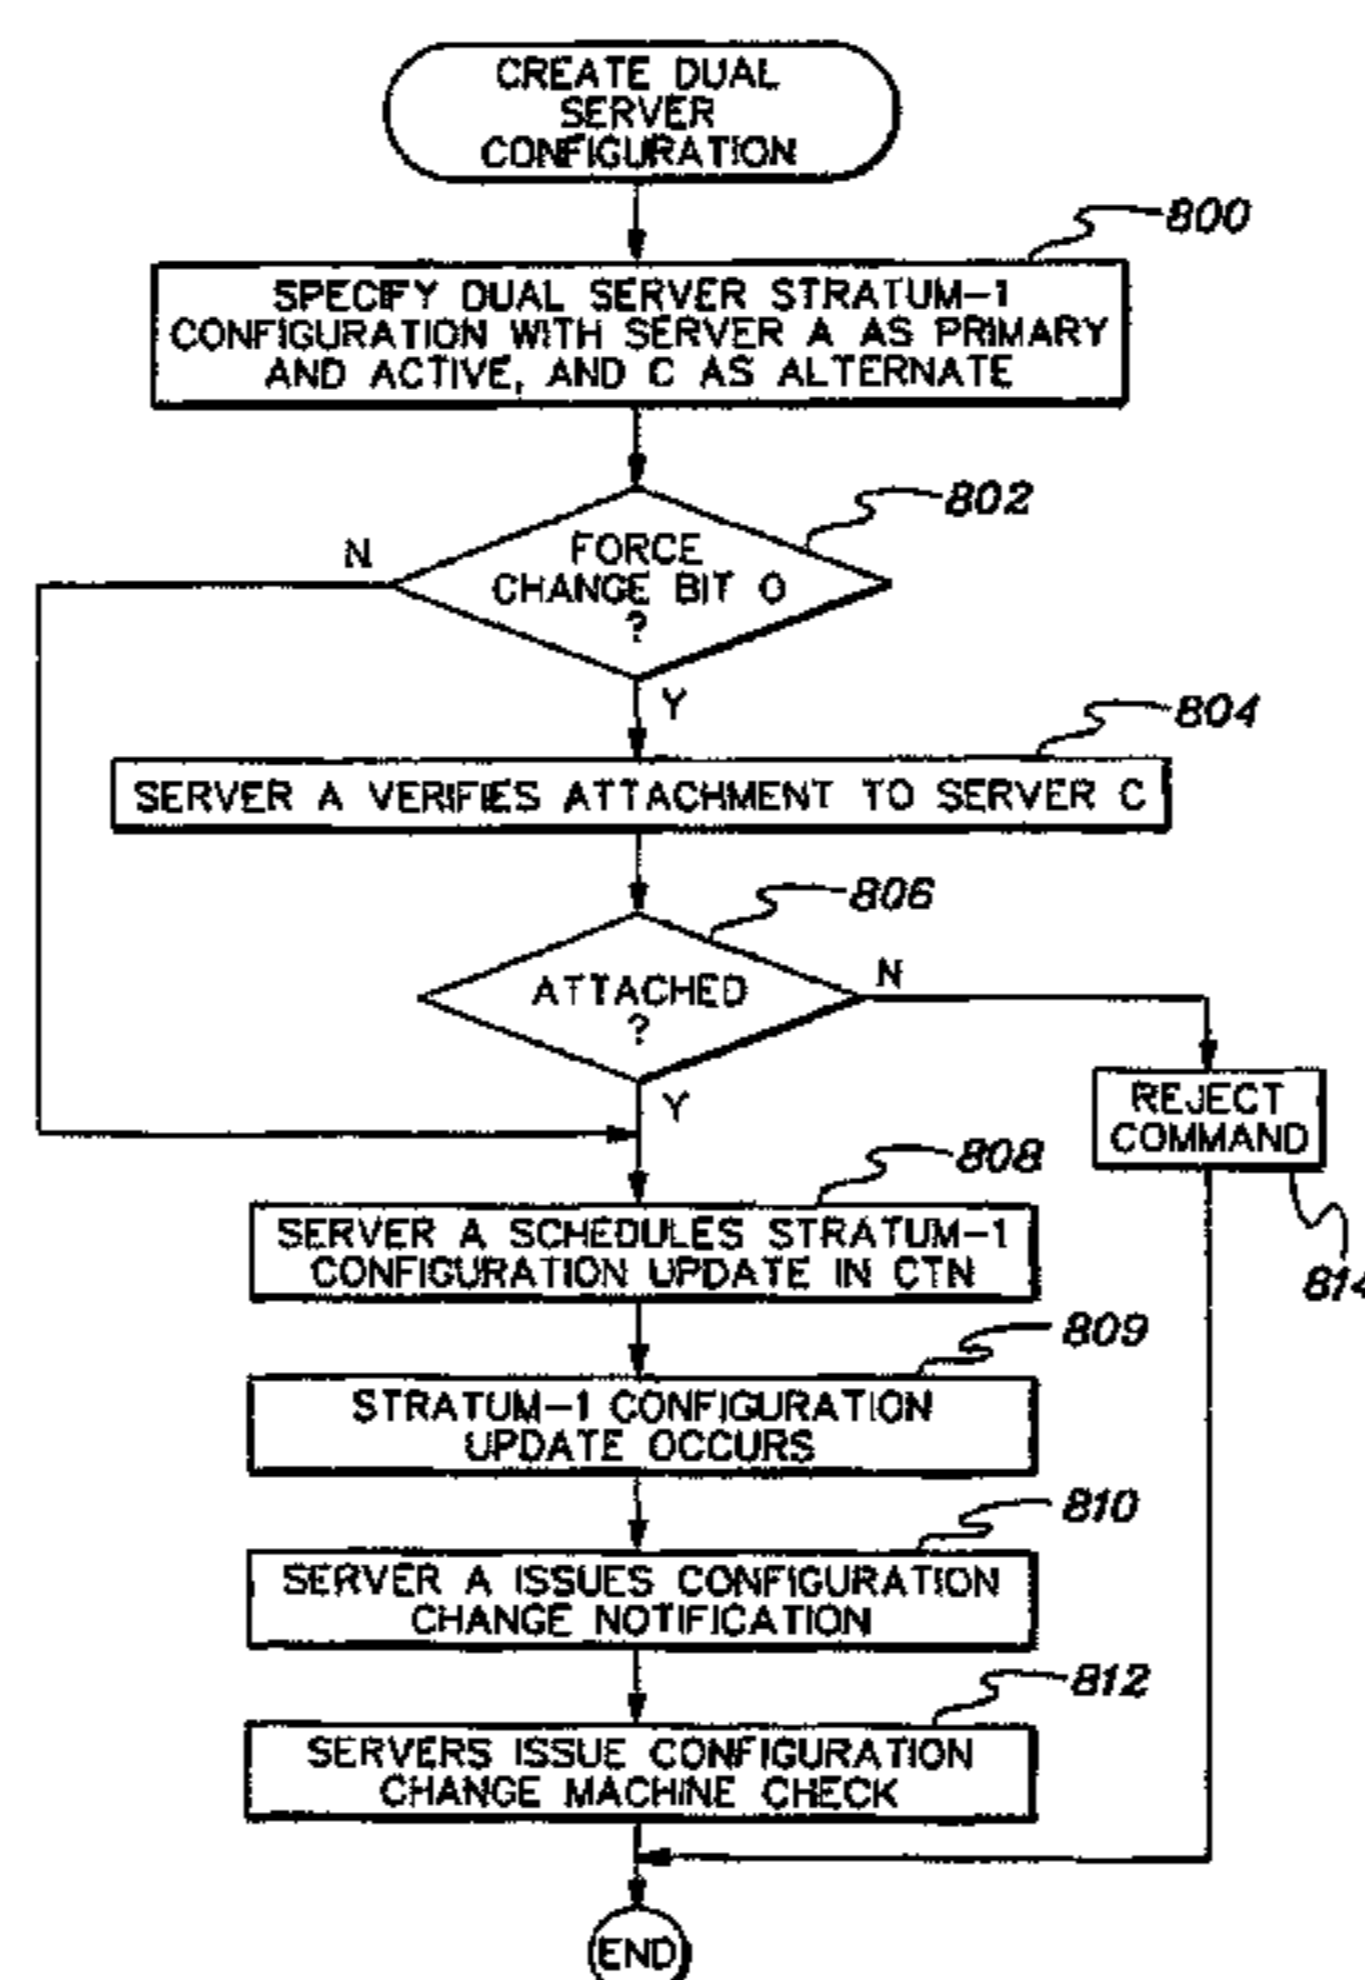 CREATE DUAL
SERVER
CONFIGURATION
800
SPECIFY DUAL SERVER STRATUM-1
CONFIGURATION WITH SERVER A AS PRIMARY
AND ACTIVE, AND C AS ALTERNATE
802
N
FORCE
CHANGE BIT 0
?
Y
804
SERVER A VERIFIES ATTACHMENT TO SERVER C
806
ATTACHED
?
N
Y
REJECT
COMMAND
814
808
SERVER A SCHEDULES STRATUM-1
CONFIGURATION UPDATE IN CTN
809
STRATUM-1 CONFIGURATION
UPDATE OCCURS
810
SERVER A ISSUES CONFIGURATION
CHANGE NOTIFICATION
812
SERVERS ISSUE CONFIGURATION
CHANGE MACHINE CHECK
END